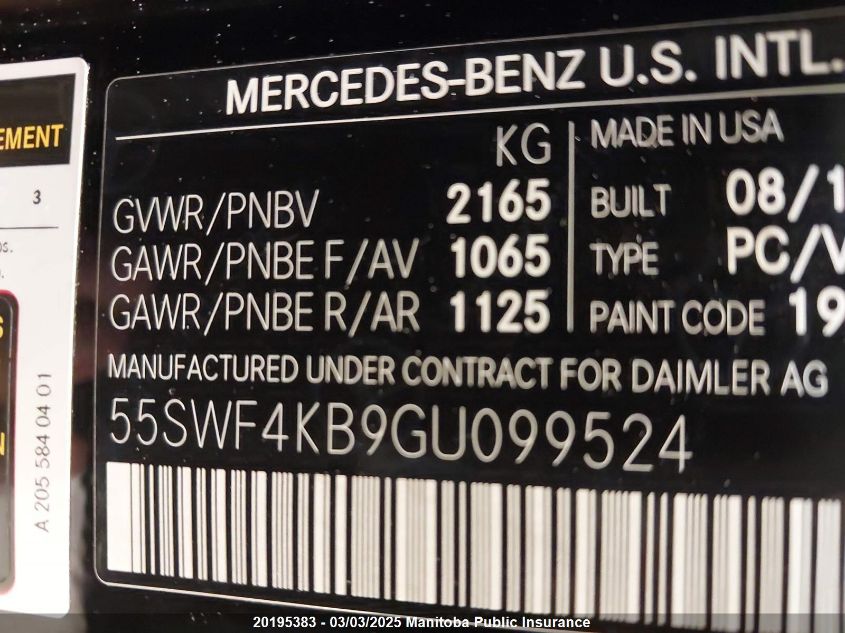 EMENT
3
os.
A 205 584 04 01
MERCEDES-BENZ U.S. INTL.
KG
GVWR/PNBV 2165
GAWR/PNBE F/AV 1065
GAWR/PNBE R/AR 1125
MADE IN USA
BUILT 08/1
TYPE PC/V
PAINT CODE 19
MANUFACTURED UNDER CONTRACT FOR DAIMLER AG
55SWF4KB9GU099524
20195383 - 03/03/2025 Manitoba Public Insurance